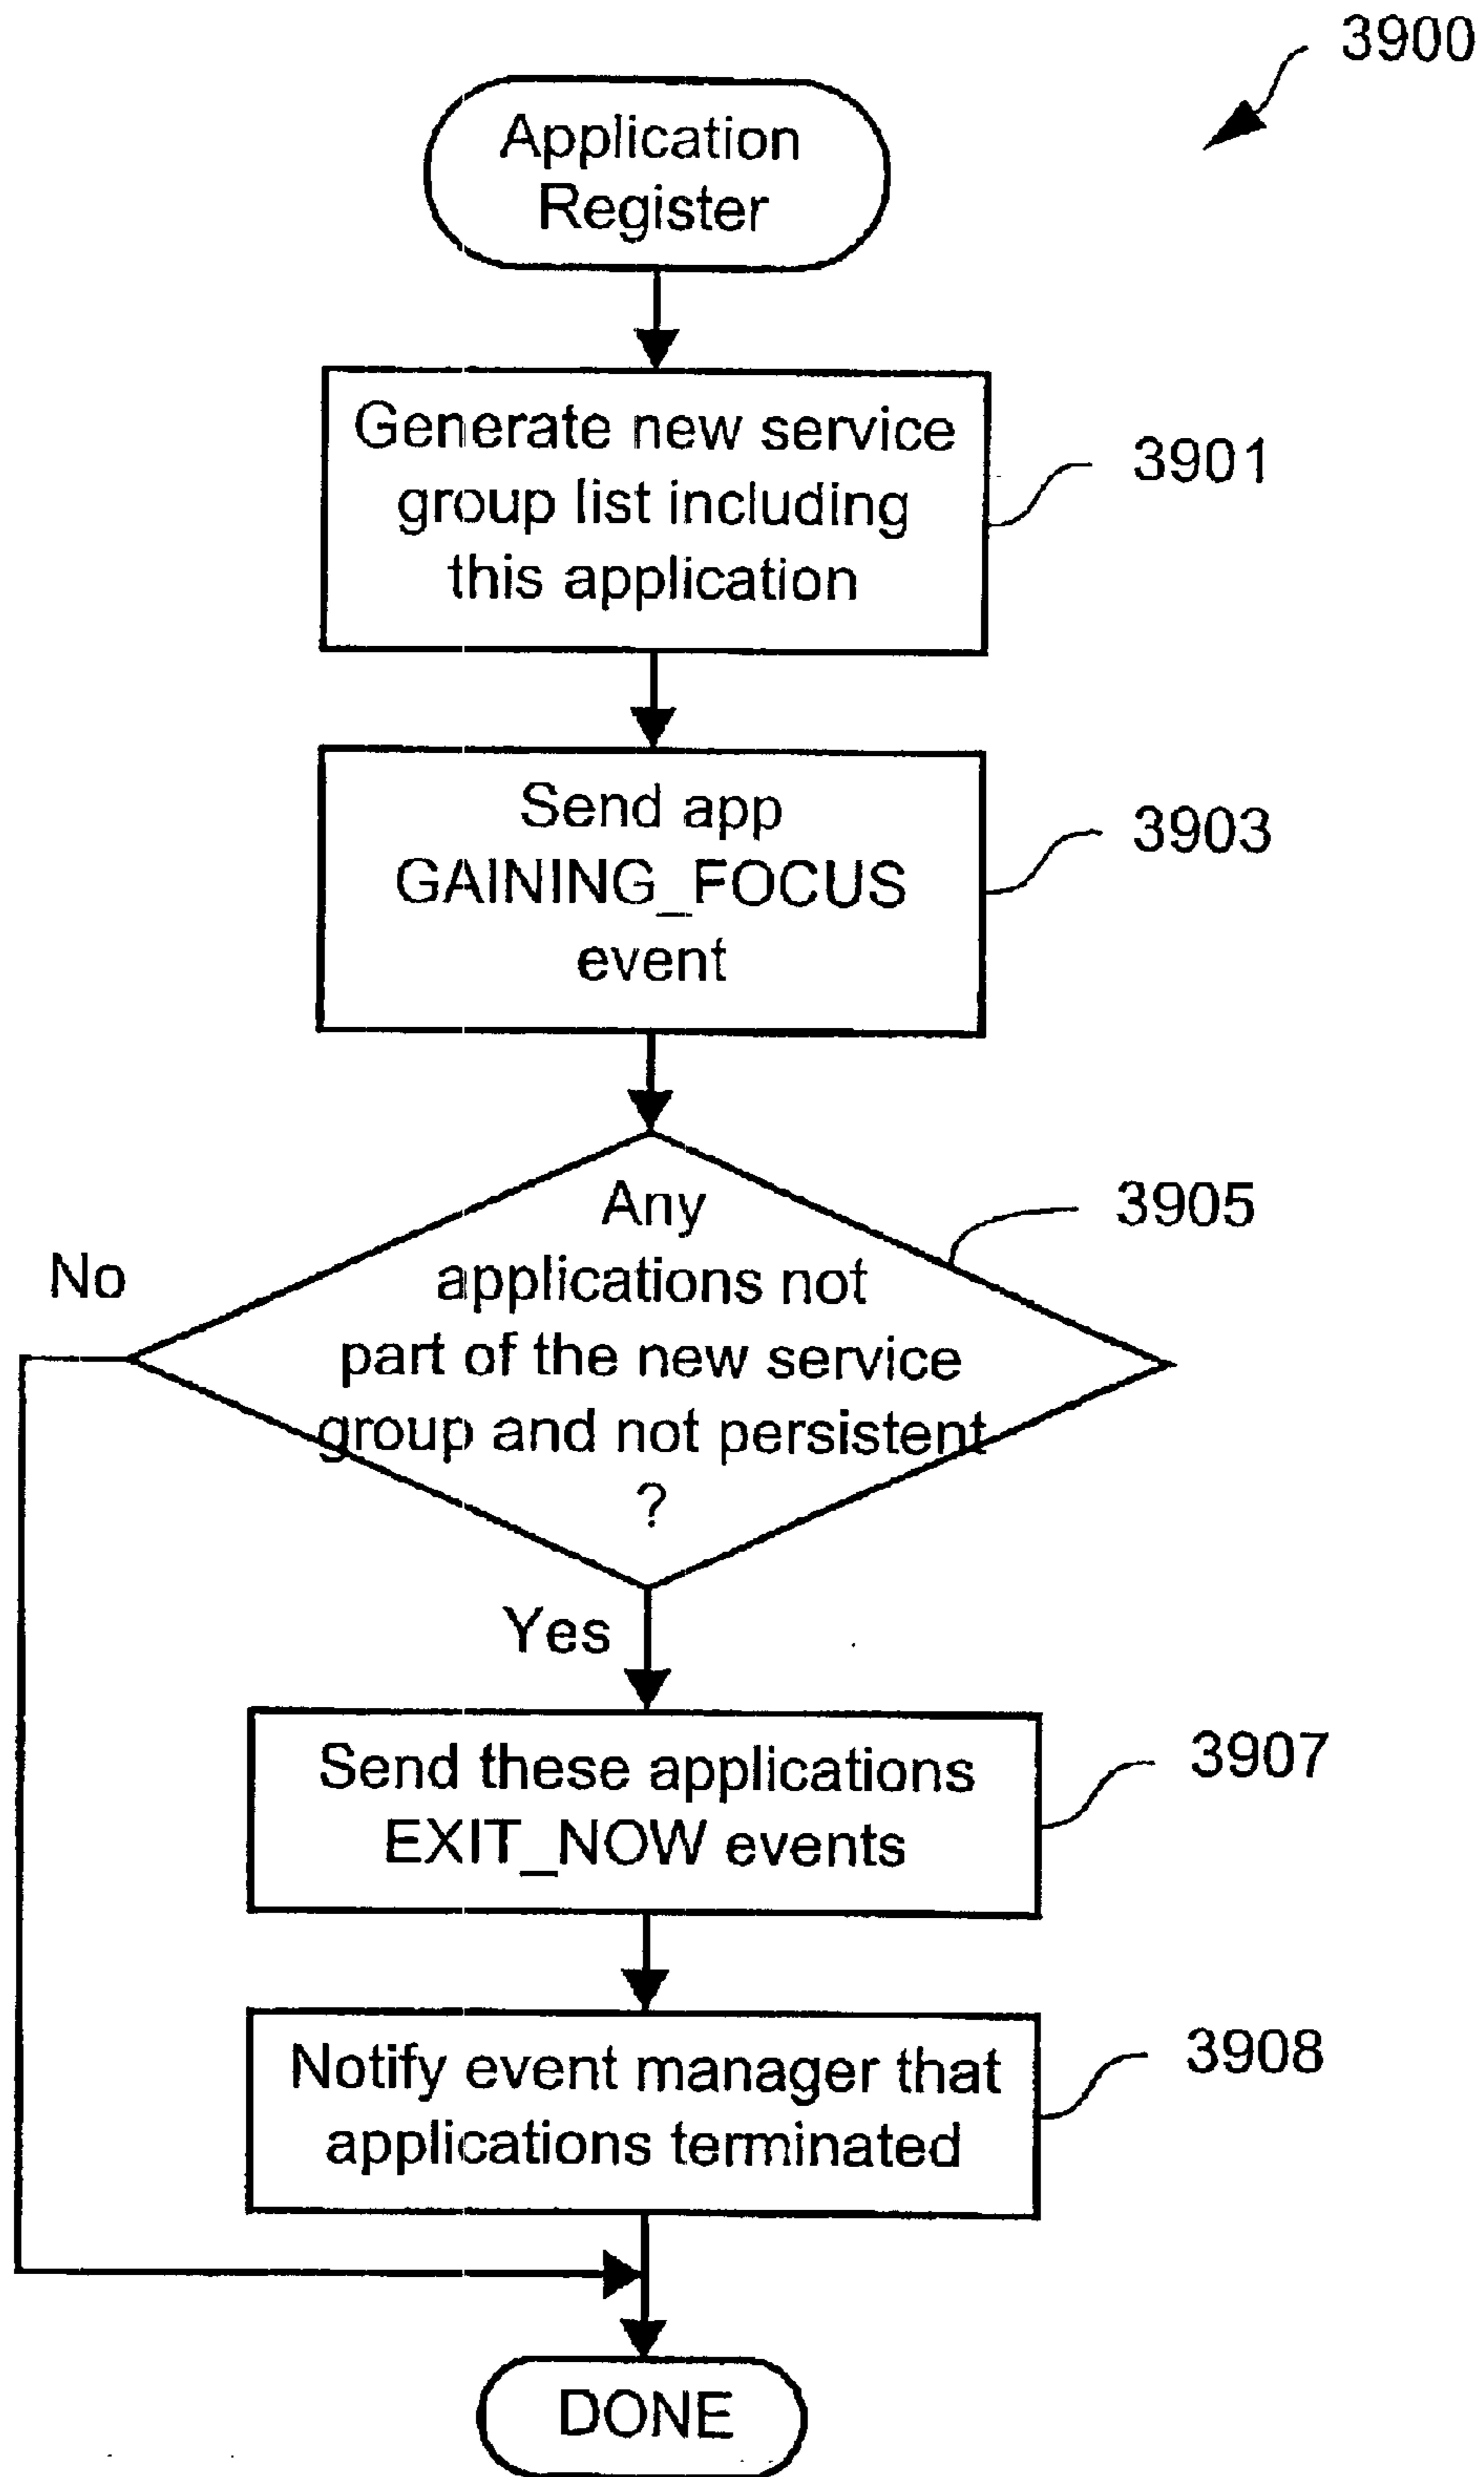 3900
Application
Register
Generate new service
group list including
this application
3901
Send app
GAINING_FOCUS
event
3903
Any
applications not
part of the new service
group and not persistent
?
3905
No
Yes
Send these applications
EXIT_NOW events
3907
Notify event manager that
applications terminated
3908
DONE